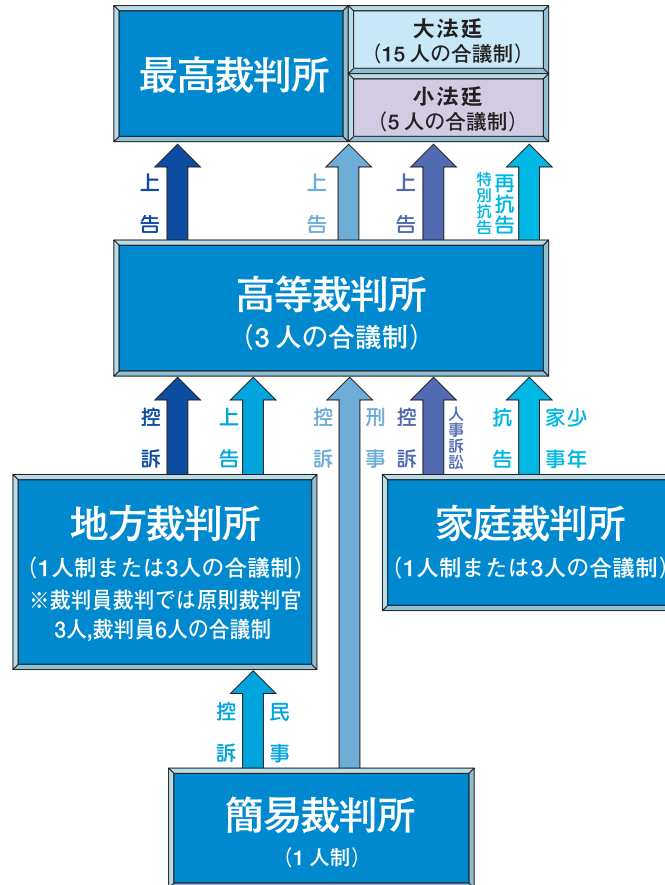 最高裁判所
大法廷
(15人の合議制)
小法廷
(5人の合議制)
上告
上告
上告
特別抗告
再抗告
高等裁判所
(3人の合議制)
控訴
上告
控訴
刑事
控訴
人事訴訟
抗告
家事
少年
地方裁判所
(1人制または3人の合議制)
※裁判員裁判では原則裁判官
3人,裁判員6人の合議制
家庭裁判所
(1人制または3人の合議制)
控訴
民事
簡易裁判所
(1人制)